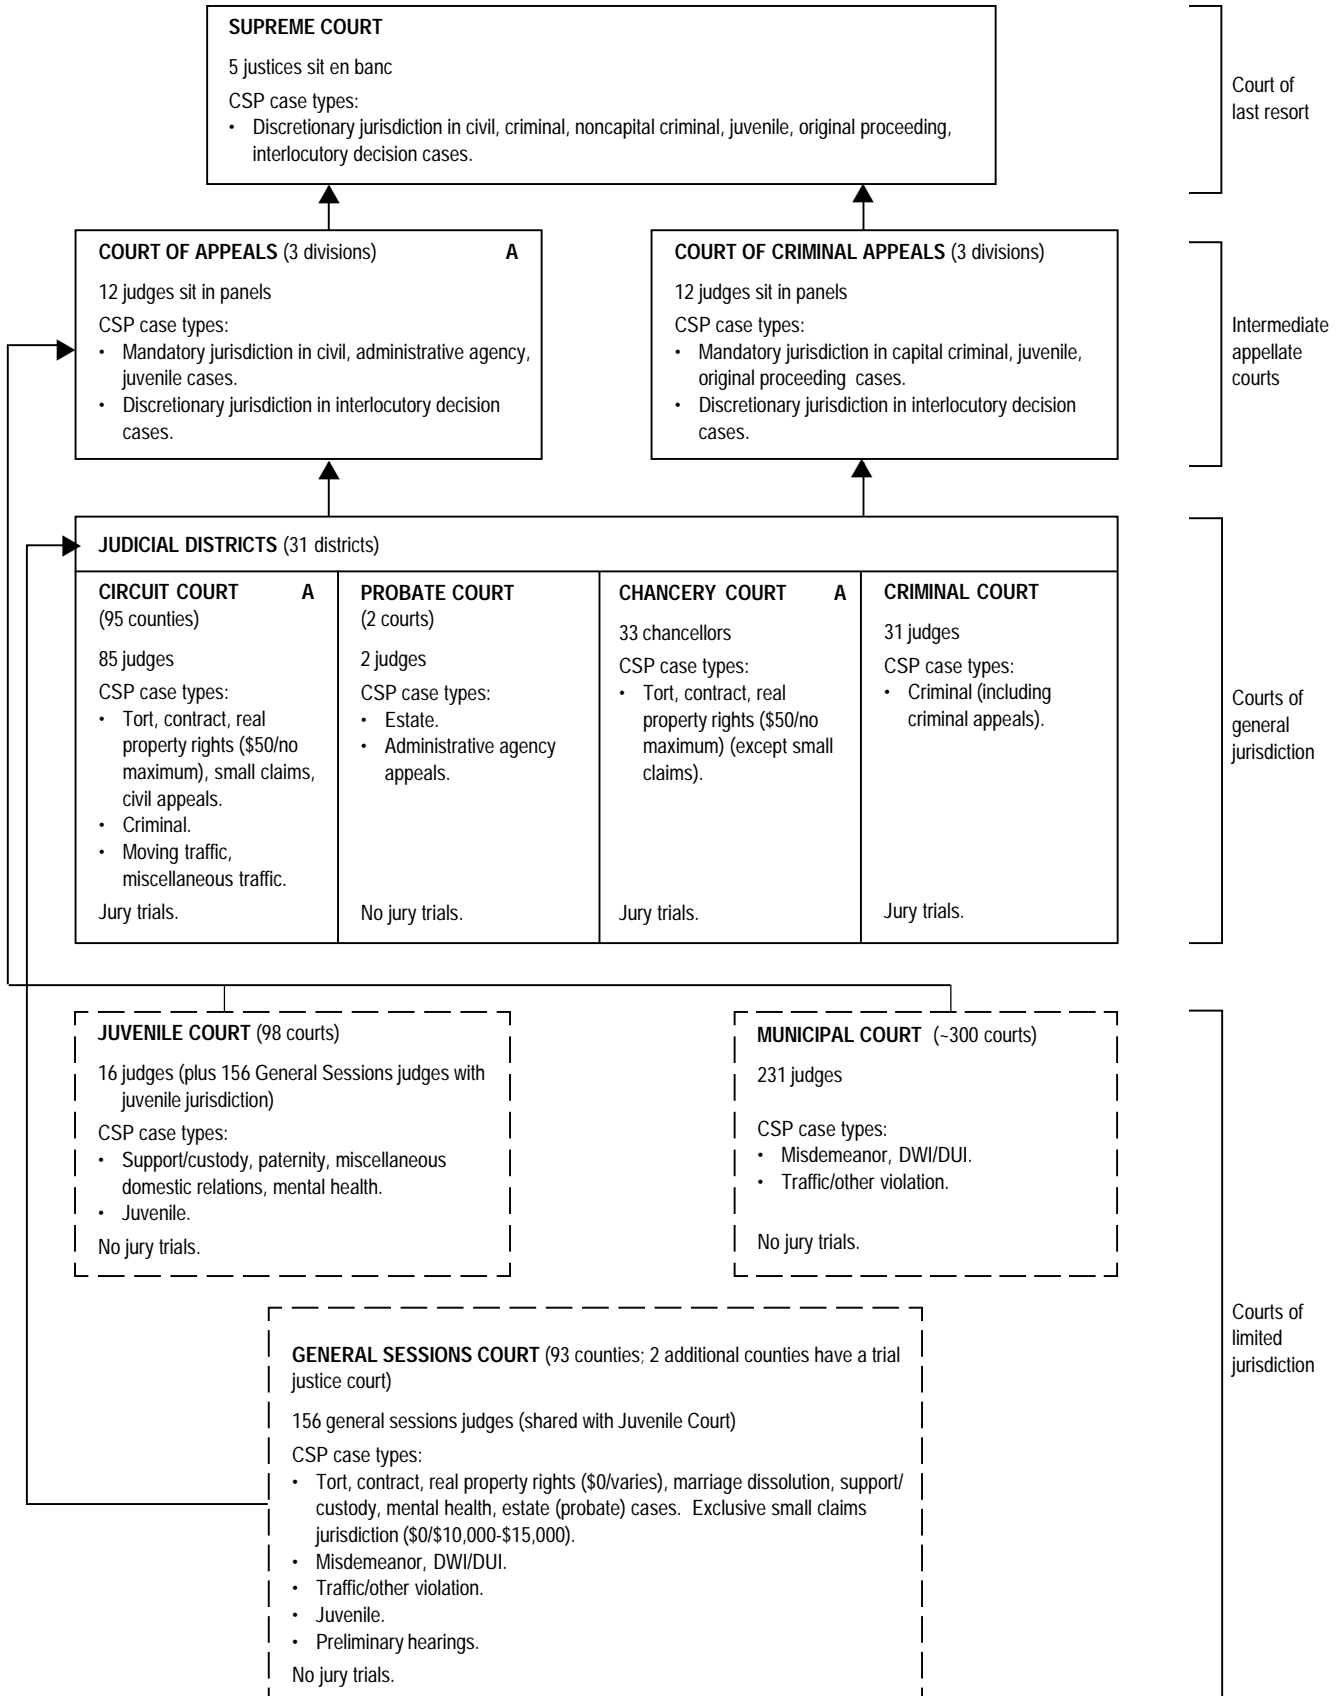 SUPREME COURT
5 justices sit en banc
CSP case types:
• Discretionary jurisdiction in civil, criminal, noncapital criminal, juvenile, original proceeding,
interlocutory decision cases.
Court of
last resort
COURT OF APPEALS (3 divisions) A
12 judges sit in panels
CSP case types:
• Mandatory jurisdiction in civil, administrative agency,
juvenile cases.
• Discretionary jurisdiction in interlocutory decision
cases.
COURT OF CRIMINAL APPEALS (3 divisions)
12 judges sit in panels
CSP case types:
• Mandatory jurisdiction in capital criminal, juvenile,
original proceeding cases.
• Discretionary jurisdiction in interlocutory decision
cases.
Intermediate
appellate
courts
JUDICIAL DISTRICTS (31 districts)
CIRCUIT COURT A
(95 counties)
85 judges
CSP case types:
• Tort, contract, real
property rights ($50/no
maximum), small claims,
civil appeals.
• Criminal.
• Moving traffic,
miscellaneous traffic.
Jury trials.
PROBATE COURT
(2 courts)
2 judges
CSP case types:
• Estate.
• Administrative agency
appeals.
No jury trials.
CHANCERY COURT A
33 chancellors
CSP case types:
• Tort, contract, real
property rights ($50/no
maximum) (except small
claims).
Jury trials.
CRIMINAL COURT
31 judges
CSP case types:
• Criminal (including
criminal appeals).
Jury trials.
Courts of
general
jurisdiction
JUVENILE COURT (98 courts)
16 judges (plus 156 General Sessions judges with
juvenile jurisdiction)
CSP case types:
• Support/custody, paternity, miscellaneous
domestic relations, mental health.
• Juvenile.
No jury trials.
MUNICIPAL COURT (~300 courts)
231 judges
CSP case types:
• Misdemeanor, DWI/DUI.
• Traffic/other violation.
No jury trials.
GENERAL SESSIONS COURT (93 counties; 2 additional counties have a trial
justice court)
156 general sessions judges (shared with Juvenile Court)
CSP case types:
• Tort, contract, real property rights ($0/varies), marriage dissolution, support/
custody, mental health, estate (probate) cases. Exclusive small claims
jurisdiction ($0/$10,000-$15,000).
• Misdemeanor, DWI/DUI.
• Traffic/other violation.
• Juvenile.
• Preliminary hearings.
No jury trials.
Courts of
limited
jurisdiction